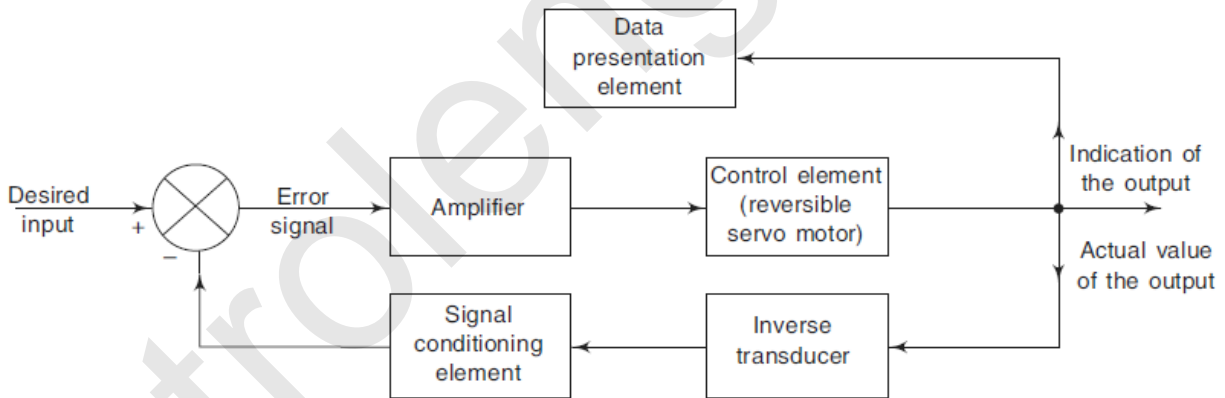 Data
presentation
element
Desired
input
+
−
Error
signal
Amplifier
Control element
(reversible
servo motor)
Indication of
the output
Actual value
of the output
Signal
conditioning
element
Inverse
transducer
troleng